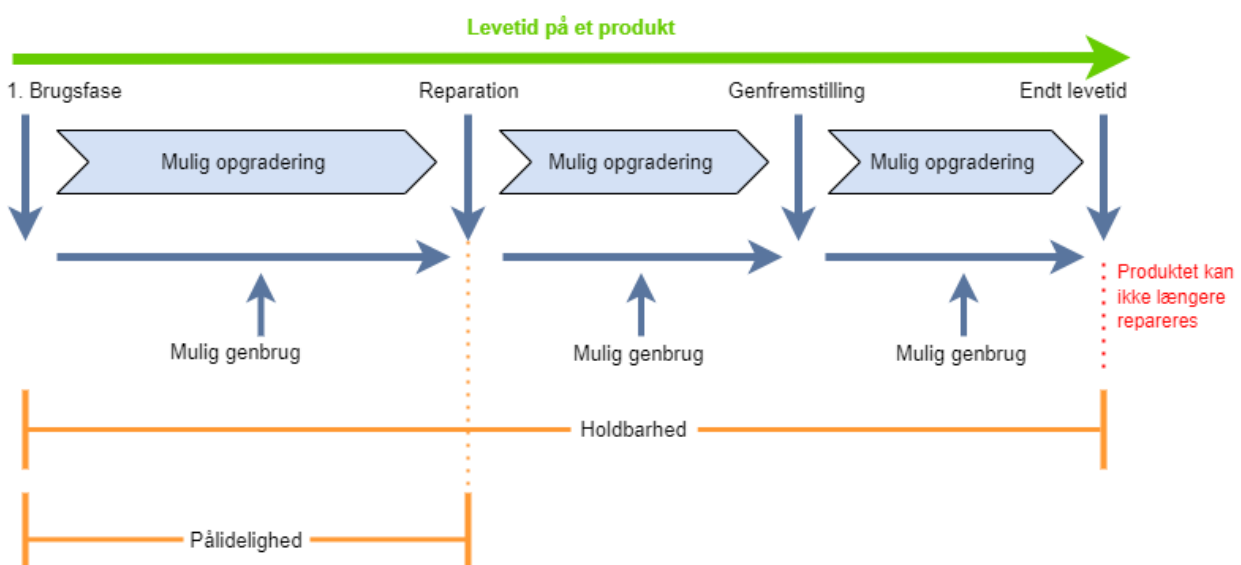 Levetid på et produkt
1. Brugsfase
Reparation
Genfremstilling
Endt levetid
Mulig opgradering
Mulig opgradering
Mulig opgradering
Produktet kan
ikke længere
repareres
Mulig genbrug
Mulig genbrug
Mulig genbrug
Holdbarhed
Pålidelighed